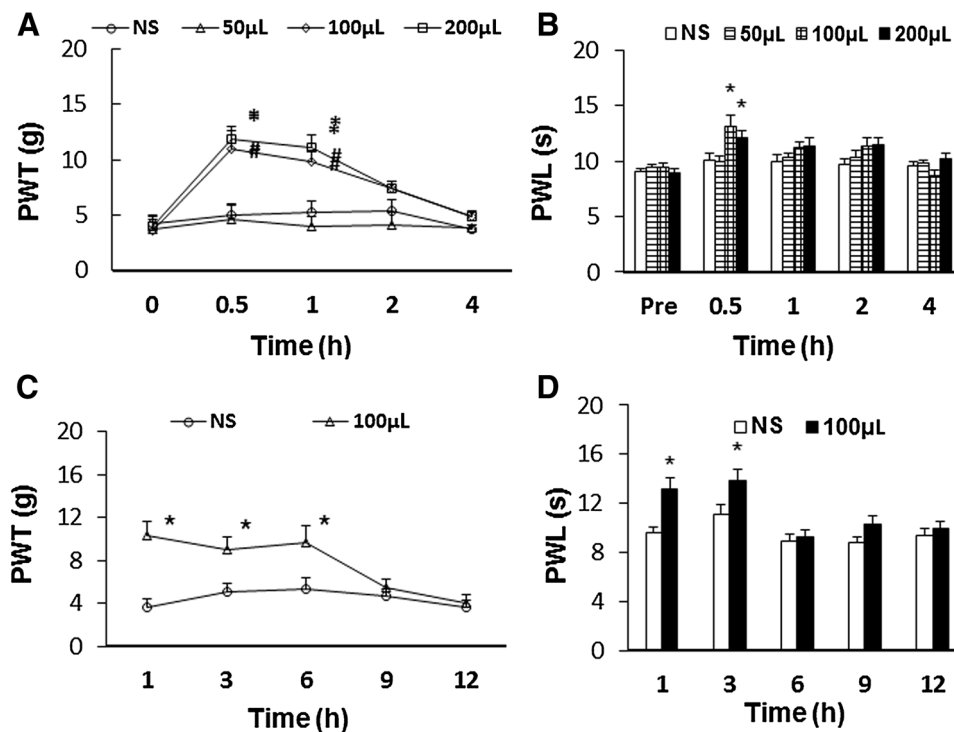 A
NS 50µL 100µL 200µL
20
15
10
5
0
PWT (g)
* *
# #
* *
# #
0 0.5 1 2 4
Time (h)
B
NS 50µL 100µL 200µL
20
15
10
5
0
PWL (s)
* *
Pre 0.5 1 2 4
Time (h)
C
NS 100µL
20
16
12
8
4
0
PWT (g)
* * *
1 3 6 9 12
Time (h)
D
NS 100µL
20
16
12
8
4
0
PWL (s)
* *
1 3 6 9 12
Time (h)